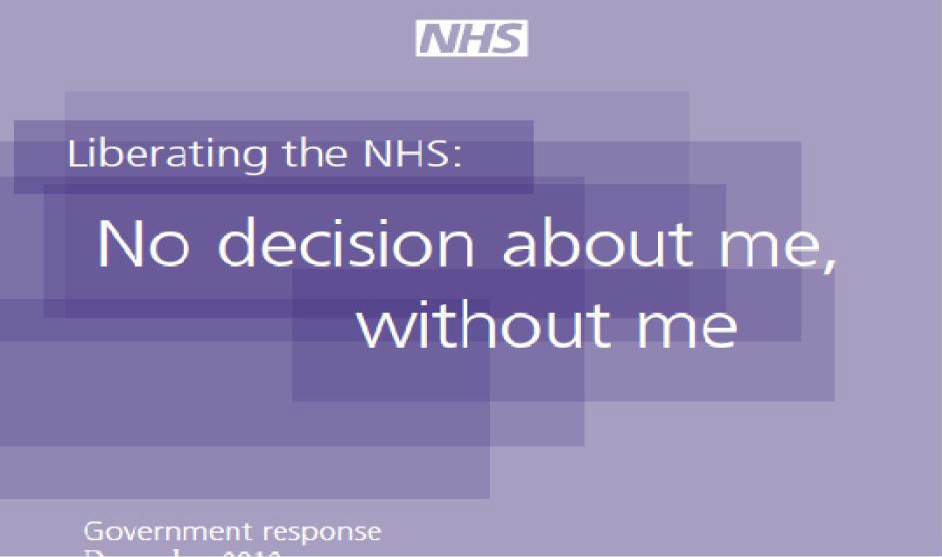 NHS
Liberating the NHS:
No decision about me,
without me
Government response